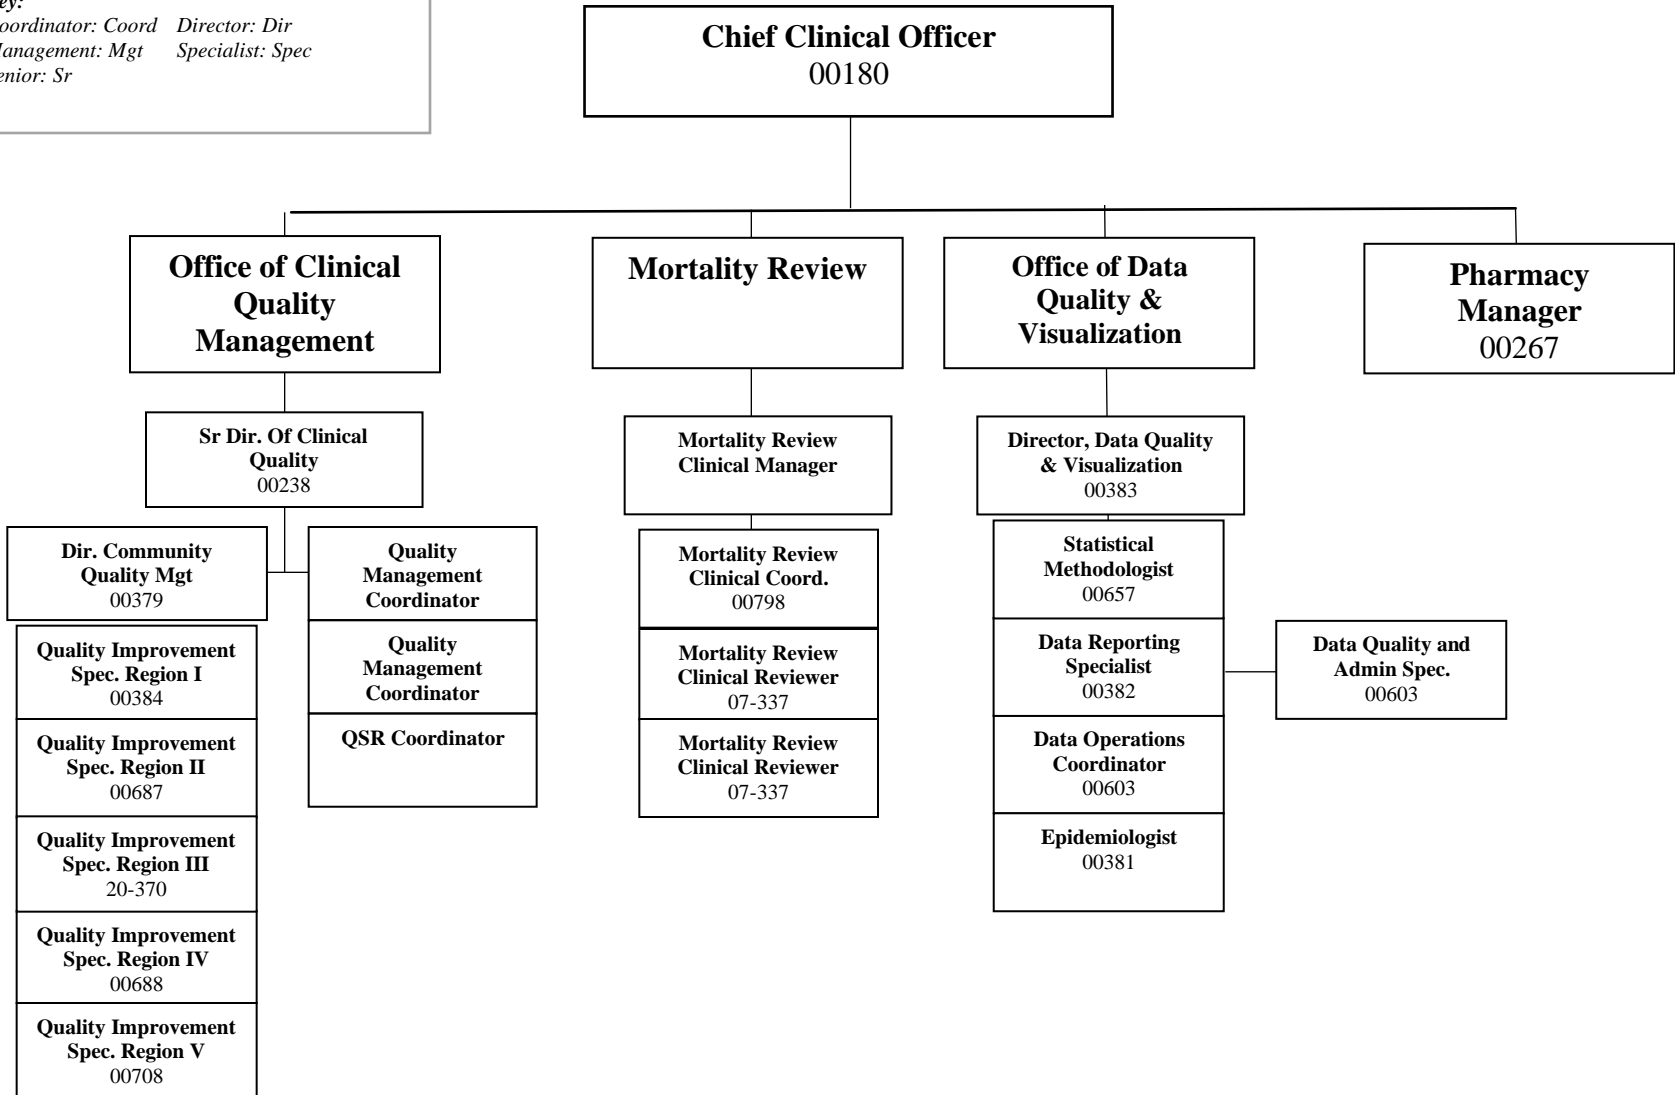 ey:
oordinator: Coord Director: Dir
anagement: Mgt Specialist: Spec
enior: Sr
Chief Clinical Officer
00180
Office of Clinical
Quality
Management
Mortality Review
Office of Data
Quality &
Visualization
Pharmacy
Manager
00267
Sr Dir. Of Clinical
Quality
00238
Mortality Review
Clinical Manager
Director, Data Quality
& Visualization
00383
Dir. Community
Quality Mgt
00379
Quality Improvement
Spec. Region I
00384
Quality Improvement
Spec. Region II
00687
Quality Improvement
Spec. Region III
20-370
Quality Improvement
Spec. Region IV
00688
Quality Improvement
Spec. Region V
00708
Quality
Management
Coordinator
Quality
Management
Coordinator
QSR Coordinator
Mortality Review
Clinical Coord.
00798
Mortality Review
Clinical Reviewer
07-337
Mortality Review
Clinical Reviewer
07-337
Statistical
Methodologist
00657
Data Reporting
Specialist
00382
Data Operations
Coordinator
00603
Epidemiologist
00381
Data Quality and
Admin Spec.
00603